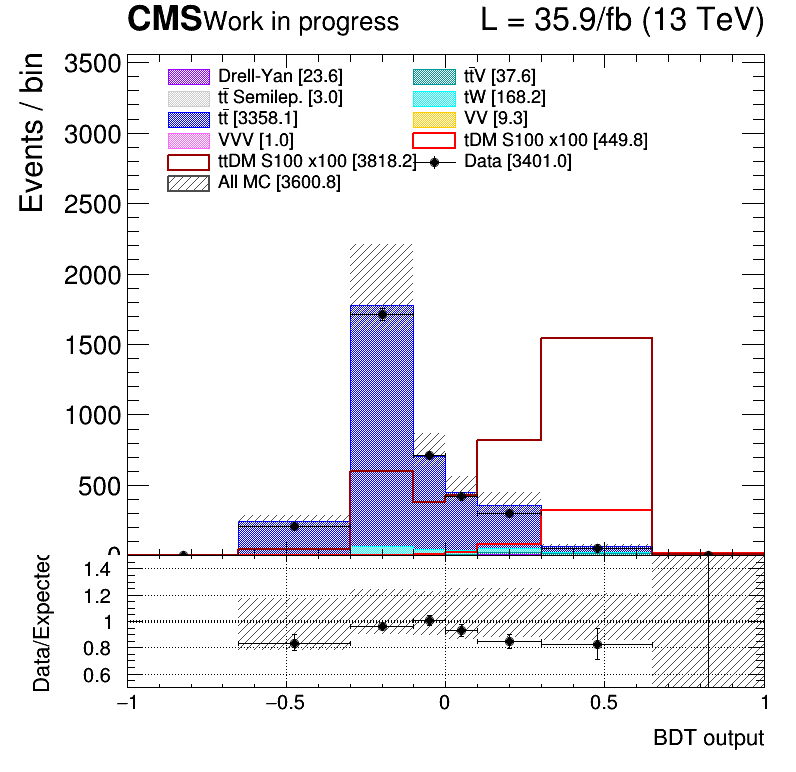 CMS Work in progress L = 35.9/fb (13 TeV)
Events / bin
3500
3000
2500
2000
1500
1000
500
0
Drell-Yan [23.6]
tt̄V [37.6]
tt̄ Semilep. [3.0]
tW [168.2]
tt̄ [3358.1]
VV [9.3]
VVV [1.0]
tDM S100 x100 [449.8]
ttDM S100 x100 [3818.2]
Data [3401.0]
All MC [3600.8]
Data/Expected
1.4
1.2
1
0.8
0.6
−1 −0.5 0 0.5 1
BDT output